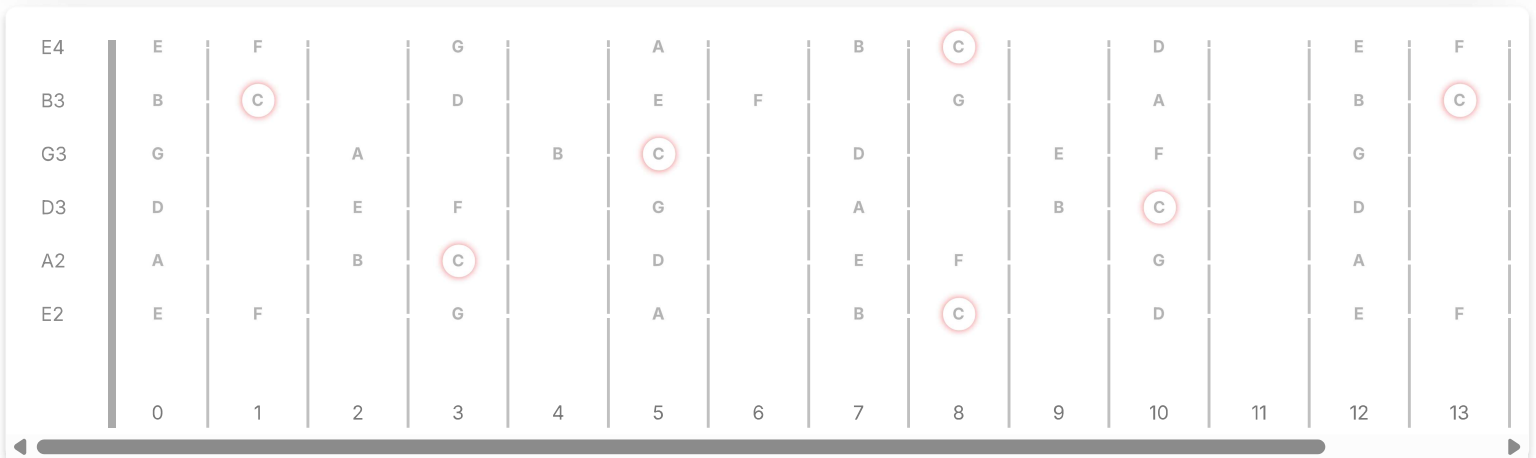 E4 E F G A B C D E F
B3 B C D E F G A B C
G3 G A B C D E F G
D3 D E F G A B C D
A2 A B C D E F G A
E2 E F G A B C D E F
0 1 2 3 4 5 6 7 8 9 10 11 12 13